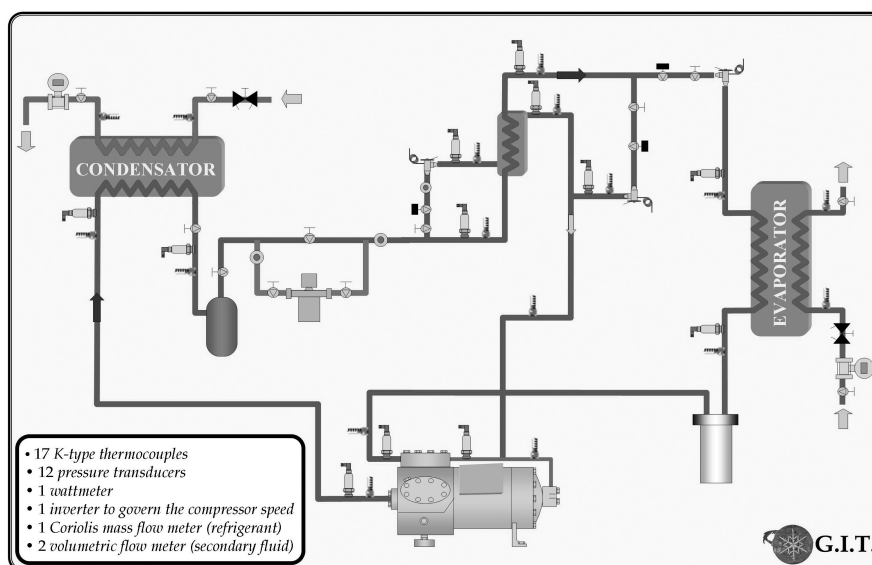 CONDENSATOR
EVAPORATOR
• 17 K-type thermocouples
• 12 pressure transducers
• 1 wattmeter
• 1 inverter to govern the compressor speed
• 1 Coriolis mass flow meter (refrigerant)
• 2 volumetric flow meter (secondary fluid)
G.I.T.